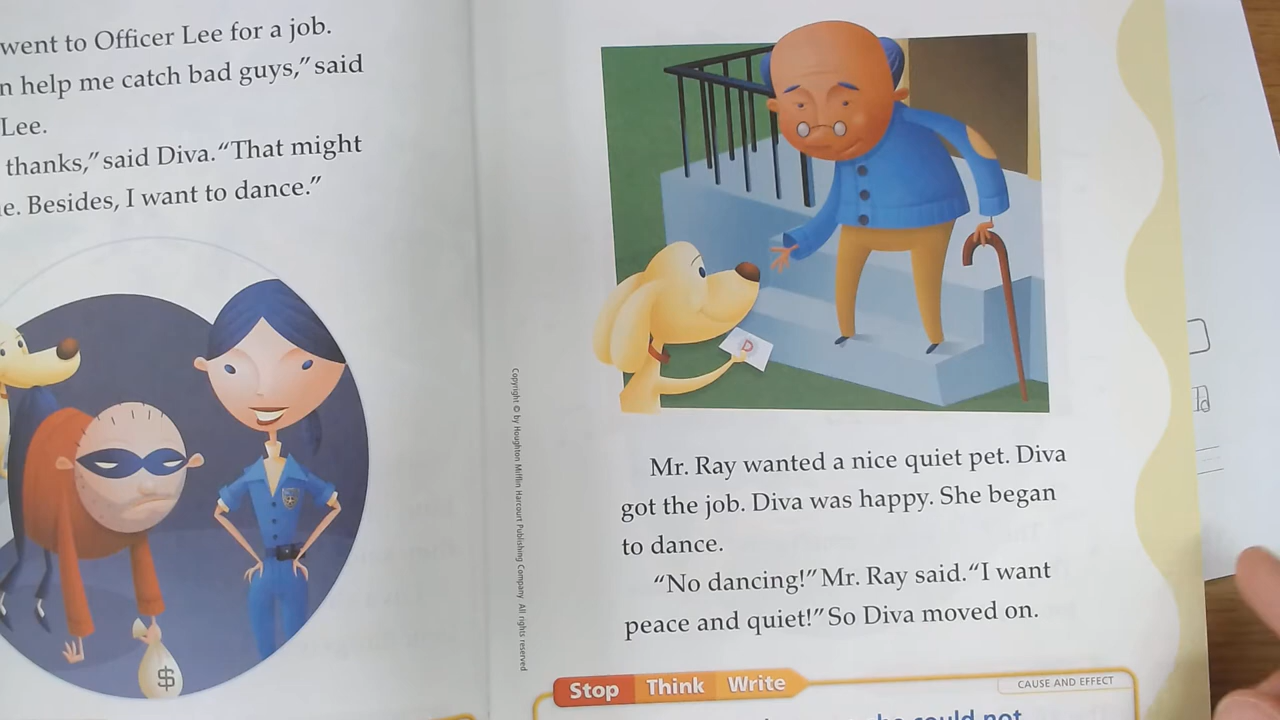 went to Officer Lee for a job.
help me catch bad guys,” said
Lee.
thanks,” said Diva. “That might
Besides, I want to dance.”
$
D
Mr. Ray wanted a nice quiet pet. Diva
got the job. Diva was happy. She began
to dance.
“No dancing!” Mr. Ray said. “I want
peace and quiet!” So Diva moved on.
Copyright © by Houghton Mifflin Harcourt Publishing Company. All rights reserved
Stop Think Write
CAUSE AND EFFECT
could not